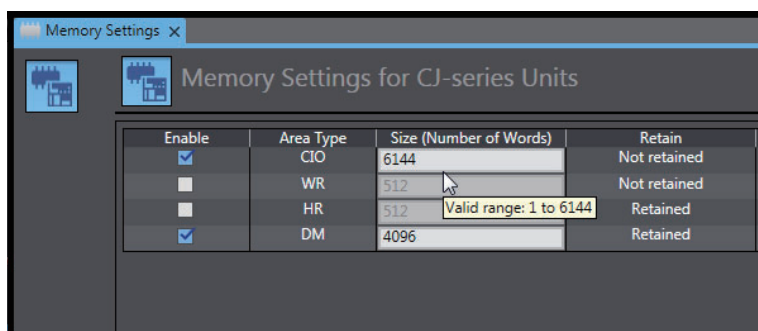 Memory Settings X
Memory Settings for CJ-series Units
Enable Area Type Size (Number of Words) Retain
CIO 6144 Not retained
WR 512 Not retained
HR 512 Valid range: 1 to 6144 Retained
DM 4096 Retained